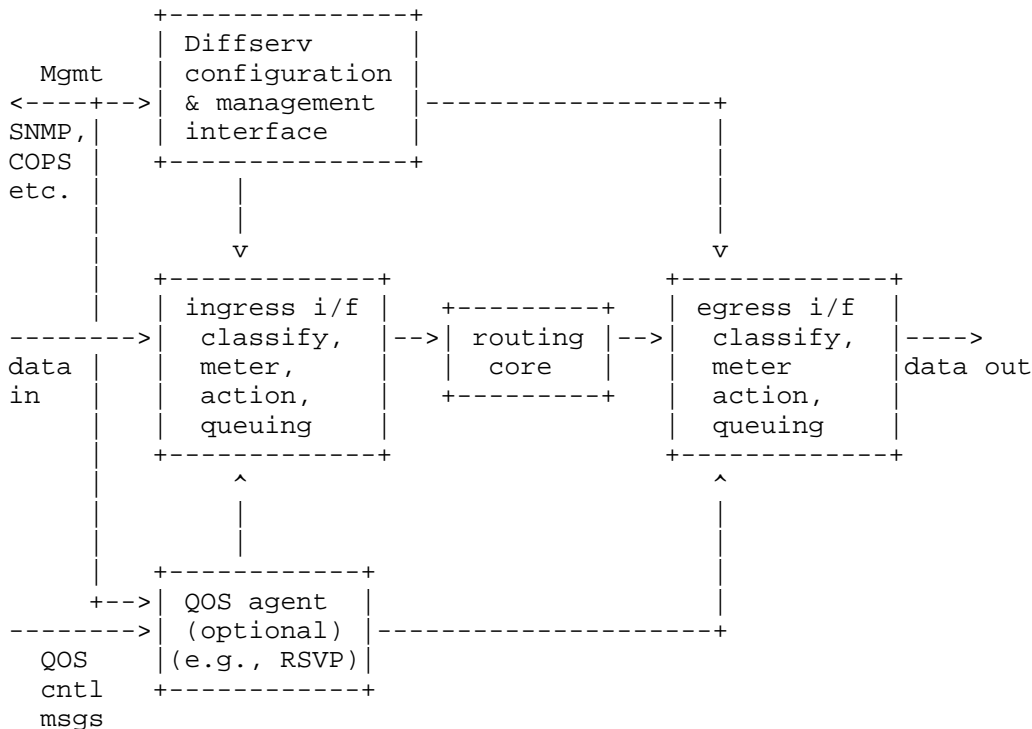 Diffserv
Mgmt configuration
& management
SNMP, interface
COPS
etc.
ingress i/f egress i/f
classify, routing classify,
data meter, core meter data out
in action, action,
queuing queuing
QOS agent
(optional)
QOS (e.g., RSVP)
cntl
msgs